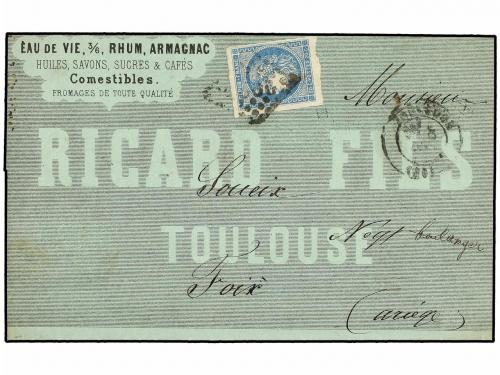 EAU DE VIE, 3/6, RHUM, ARMAGNAC
HUILES, SAVONS, SUCRES & CAFÉS
Comestibles.
FROMAGES DE TOUTE QUALITÉ
Monsieur
RICARD FILS
Soueix
TOULOUSE
Negt boulanger
Foix
(ariège